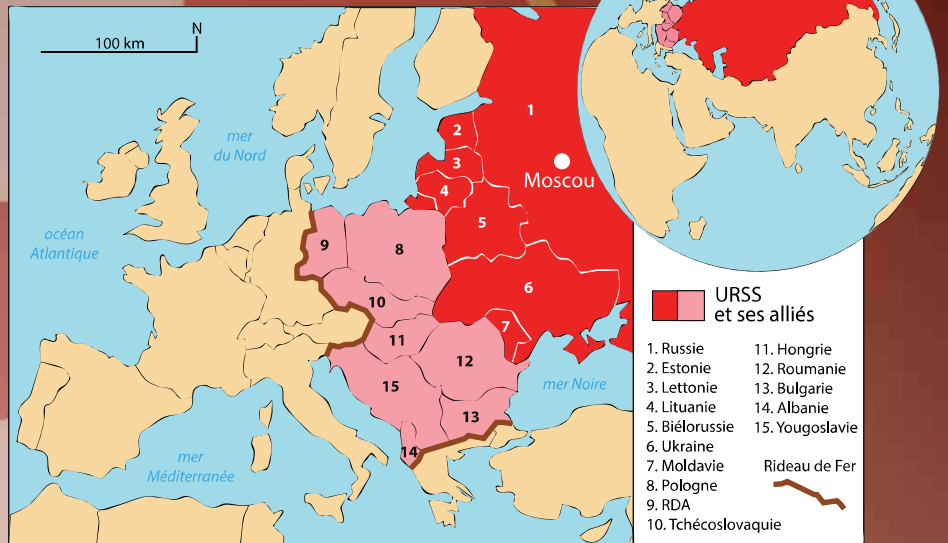 N
100 km
mer
du Nord
océan
Atlantique
mer
Méditerranée
mer Noire
Moscou
1
2
3
4
5
6
7
8
9
10
11
12
13
14
15
URSS
et ses alliés
1. Russie
2. Estonie
3. Lettonie
4. Lituanie
5. Biélorussie
6. Ukraine
7. Moldavie
8. Pologne
9. RDA
10. Tchécoslovaquie
11. Hongrie
12. Roumanie
13. Bulgarie
14. Albanie
15. Yougoslavie
Rideau de Fer